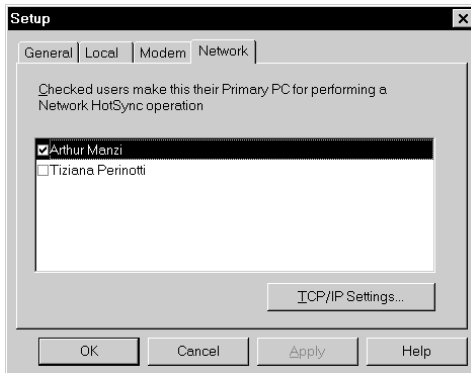 Setup
General Local Modem Network
Checked users make this their Primary PC for performing a
Network HotSync operation
Arthur Manzi
Tiziana Perinotti
TCP/IP Settings...
OK Cancel Apply Help